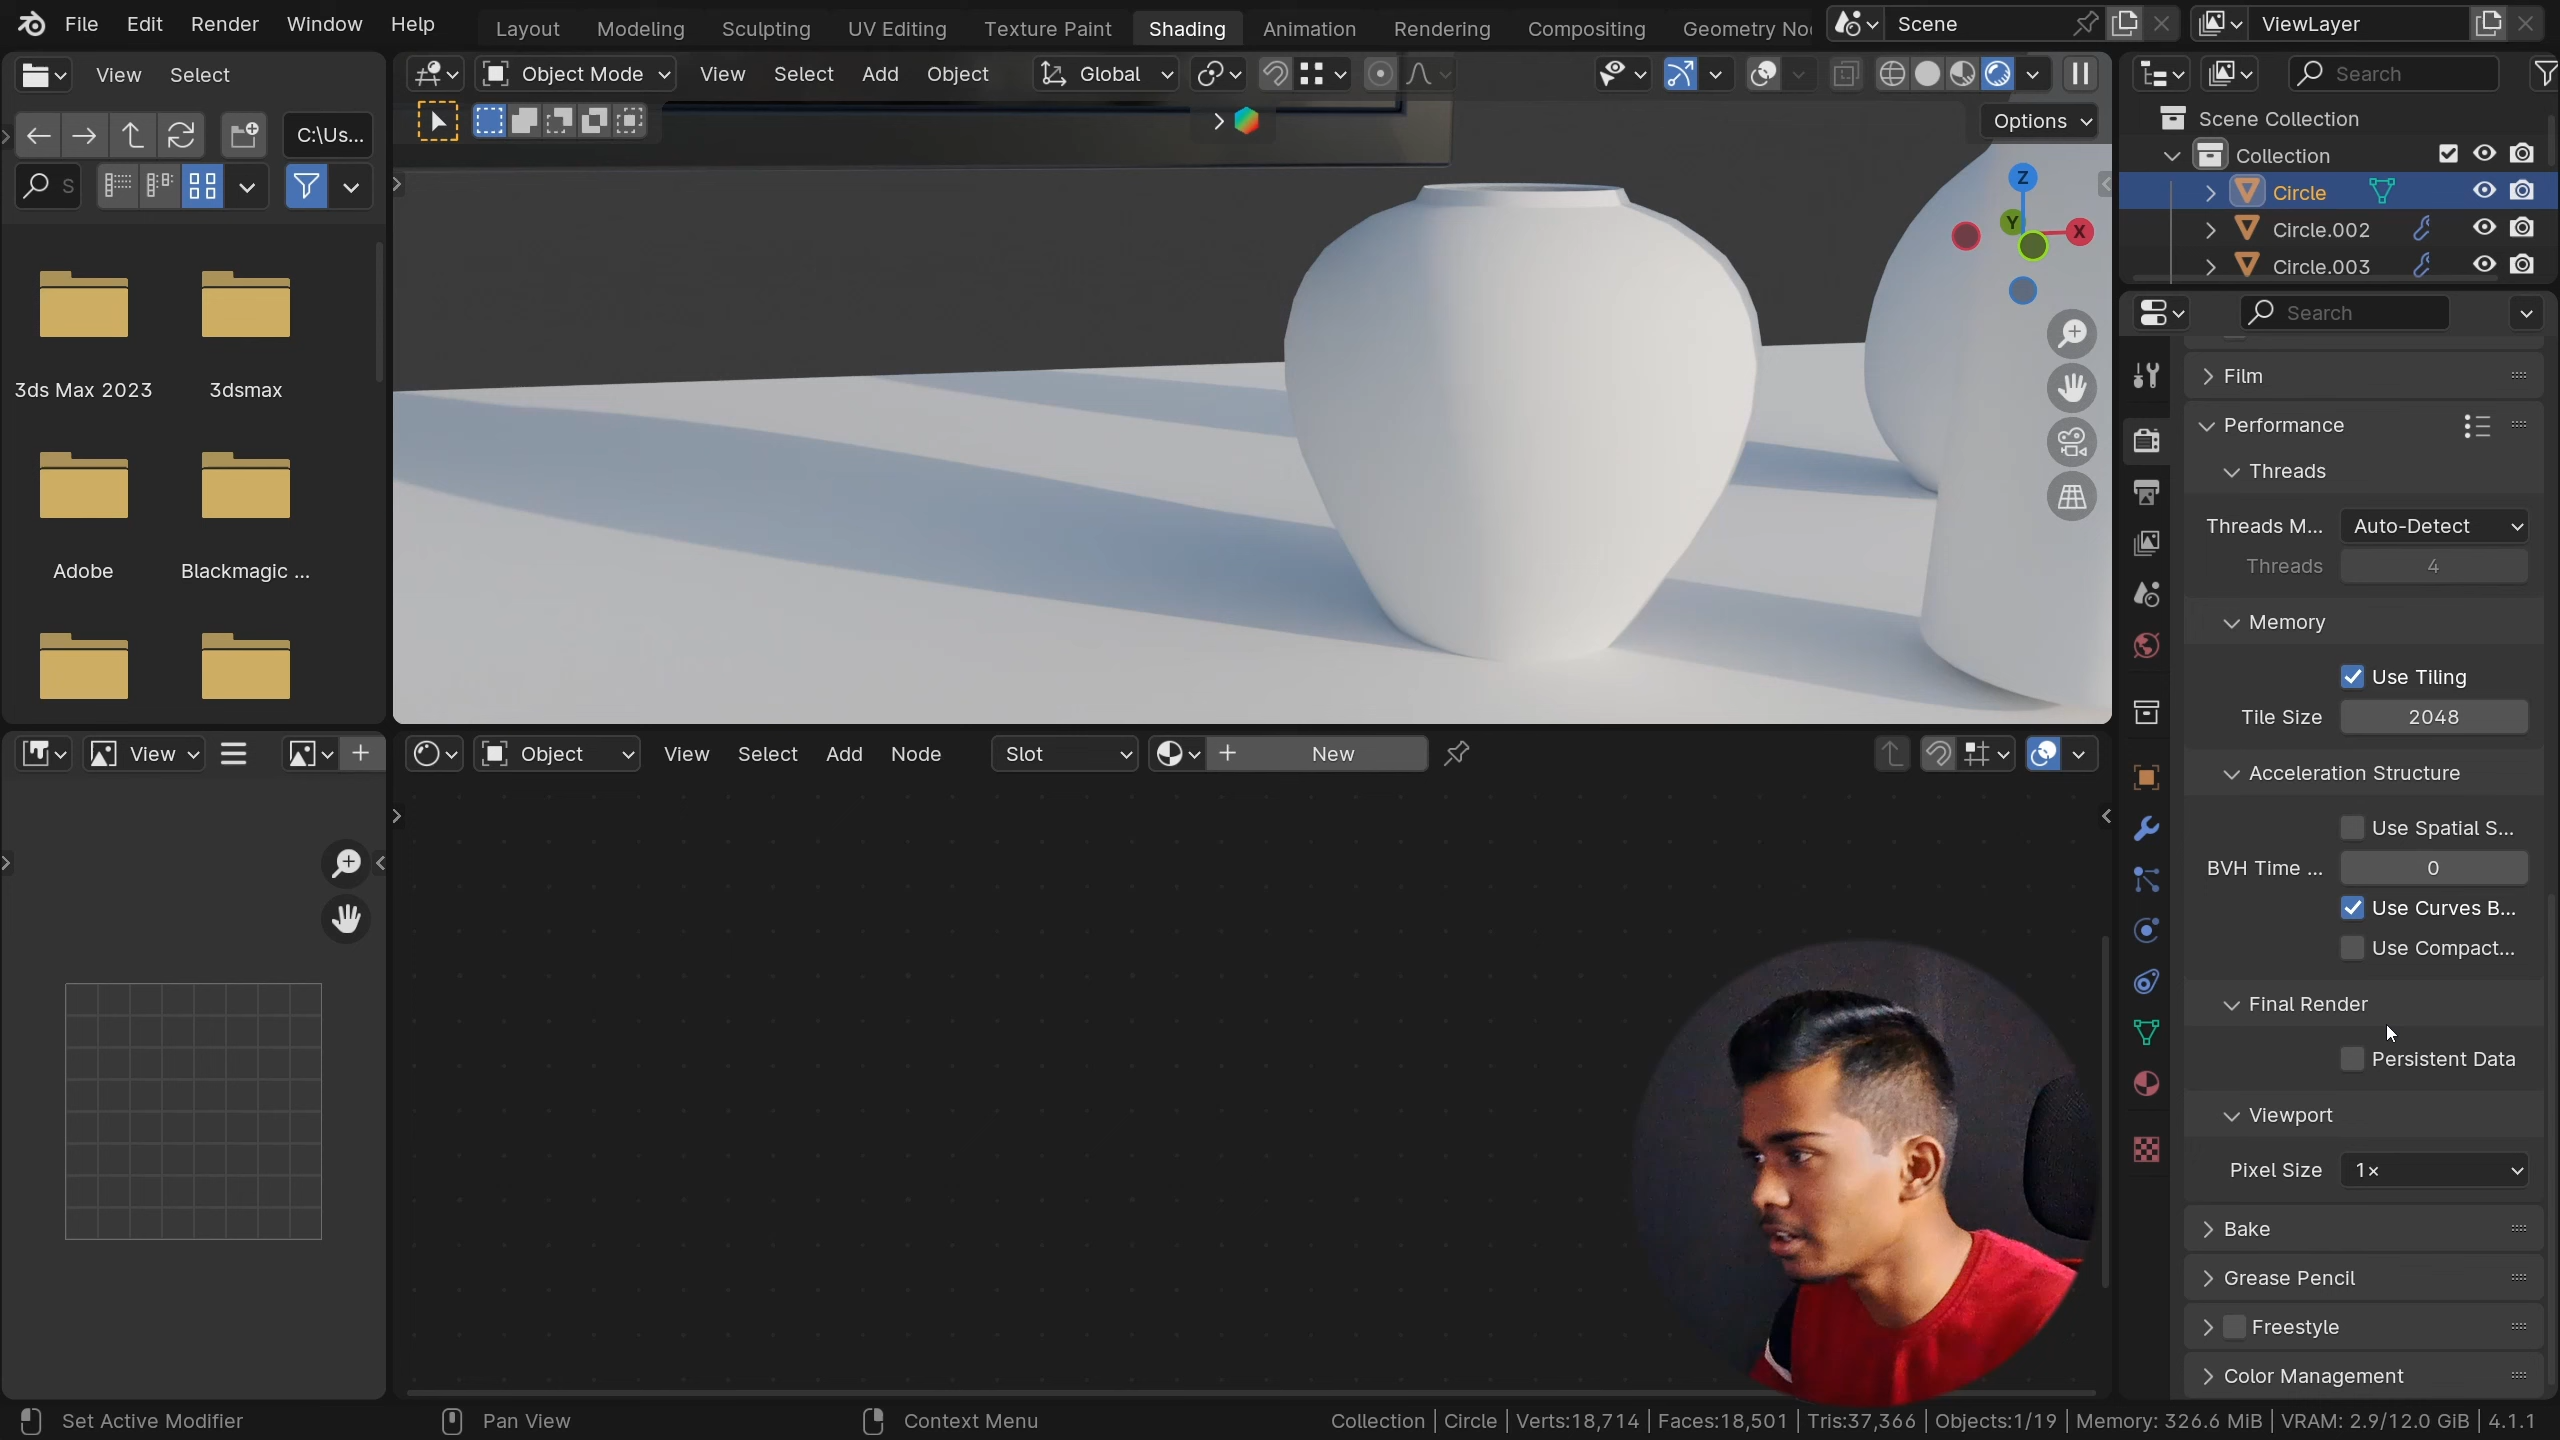 File Edit Render Window Help
Layout Modeling Sculpting UV Editing Texture Paint Shading Animation Rendering Compositing Geometry No
Scene
ViewLayer
View Select
Object Mode View Select Add Object Global
Search
C:\Us...
Options
S
Scene Collection
Collection
Circle
Circle.002
Circle.003
Z
Y
X
3ds Max 2023 3dsmax
Adobe Blackmagic ...
Search
Film
Performance
Threads
Threads M... Auto-Detect
Threads 4
Memory
Use Tiling
Tile Size 2048
Acceleration Structure
Use Spatial S...
BVH Time ... 0
Use Curves B...
Use Compact...
Final Render
Persistent Data
Viewport
Pixel Size 1×
Bake
Grease Pencil
Freestyle
Color Management
View
Object View Select Add Node Slot New
Set Active Modifier Pan View Context Menu
Collection | Circle | Verts:18,714 | Faces:18,501 | Tris:37,366 | Objects:1/19 | Memory: 326.6 MiB | VRAM: 2.9/12.0 GiB | 4.1.1